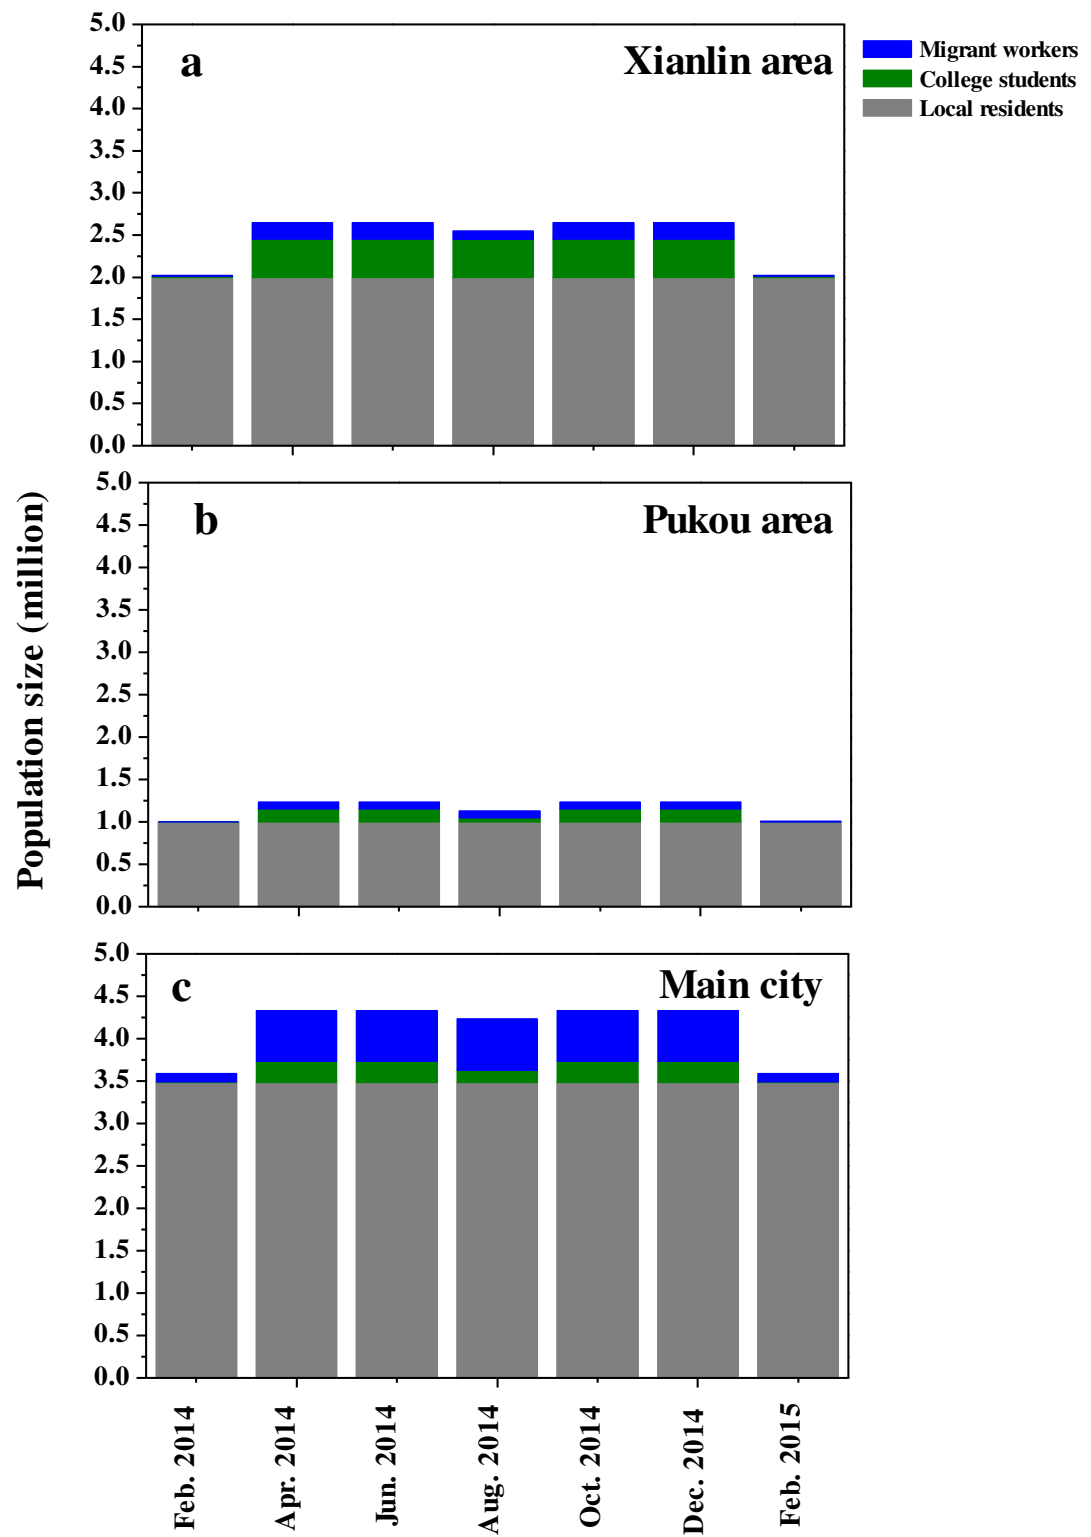 a
Xianlin area
Migrant workers
College students
Local residents
5.0
4.5
4.0
3.5
3.0
2.5
2.0
1.5
1.0
0.5
0.0
Population size (million)
b
Pukou area
5.0
4.5
4.0
3.5
3.0
2.5
2.0
1.5
1.0
0.5
0.0
c
Main city
5.0
4.5
4.0
3.5
3.0
2.5
2.0
1.5
1.0
0.5
0.0
Feb. 2014
Apr. 2014
Jun. 2014
Aug. 2014
Oct. 2014
Dec. 2014
Feb. 2015